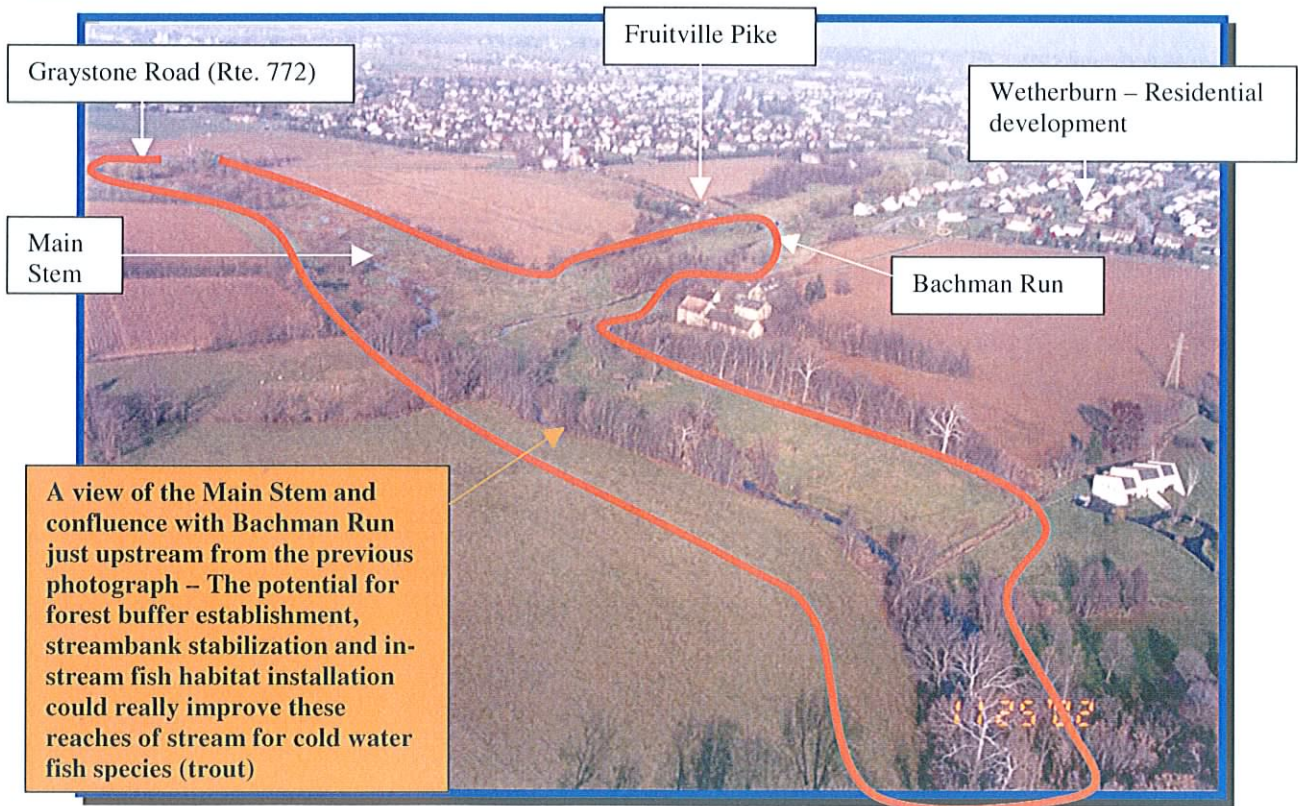 Fruitville Pike
Graystone Road (Rte. 772)
Wetherburn – Residential
development
Main
Stem
Bachman Run
A view of the Main Stem and
confluence with Bachman Run
just upstream from the previous
photograph – The potential for
forest buffer establishment,
streambank stabilization and in-
stream fish habitat installation
could really improve these
reaches of stream for cold water
fish species (trout)
11 25 '02